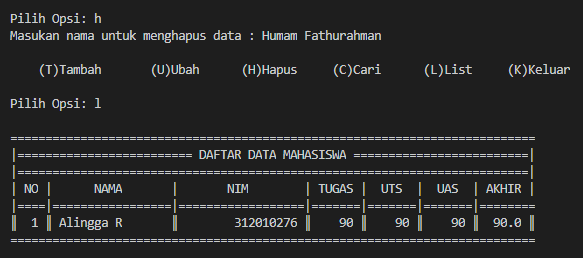 Pilih Opsi: h
Masukan nama untuk menghapus data : Humam Fathurahman
(T)Tambah (U)Ubah (H)Hapus (C)Cari (L)List (K)Keluar
Pilih Opsi: l
===========================================================================
|========================= DAFTAR DATA MAHASISWA =========================|
|=========================================================================|
| NO | NAMA | NIM | TUGAS | UTS | UAS | AKHIR |
|====|=================|==================|=======|=======|=======|=======
║ 1 ║ Alingga R ║ 312010276 ║ 90 ║ 90 ║ 90 ║ 90.0 ║
===========================================================================